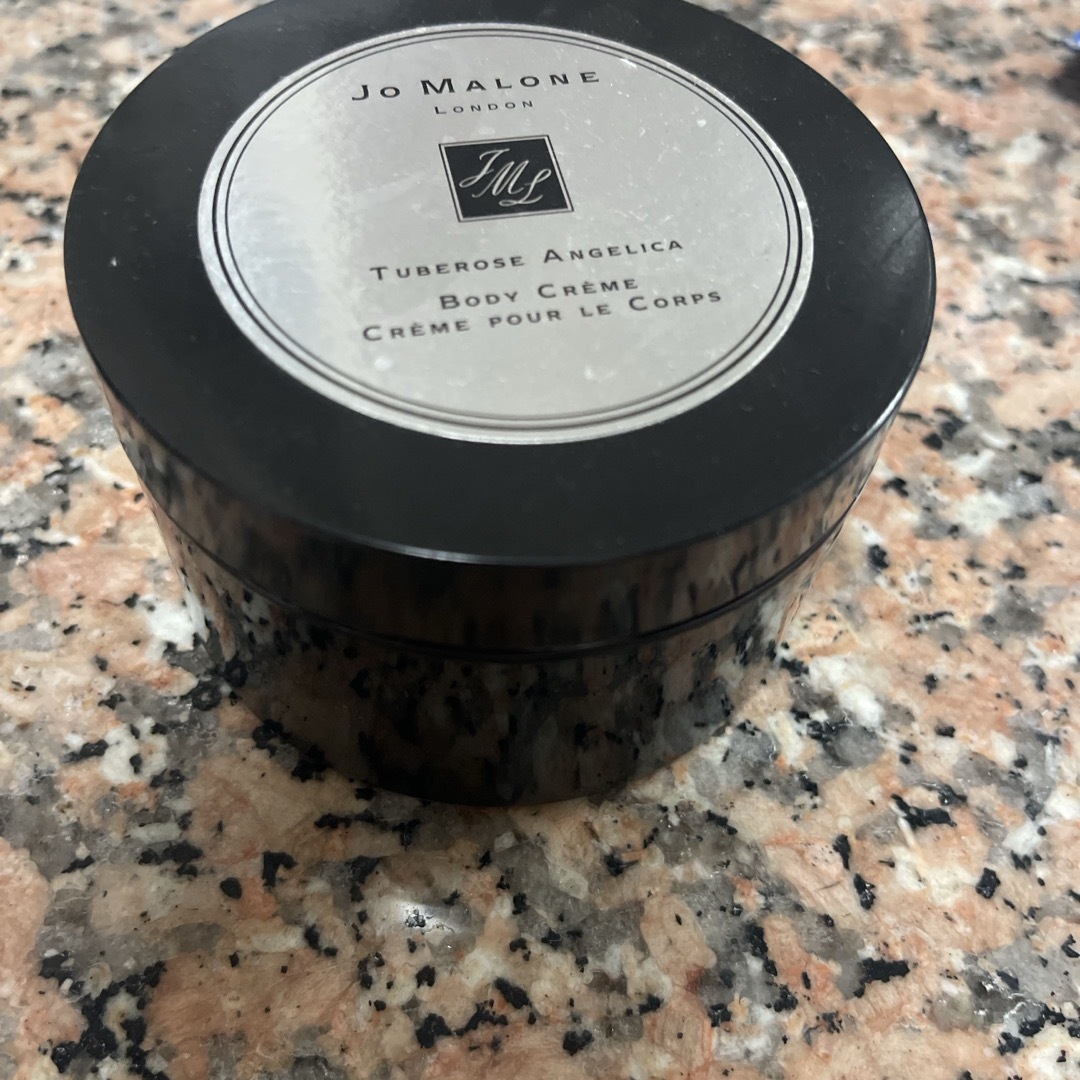 Jo Malone
London
JML
Tuberose Angelica
Body Crème
Crème pour le Corps